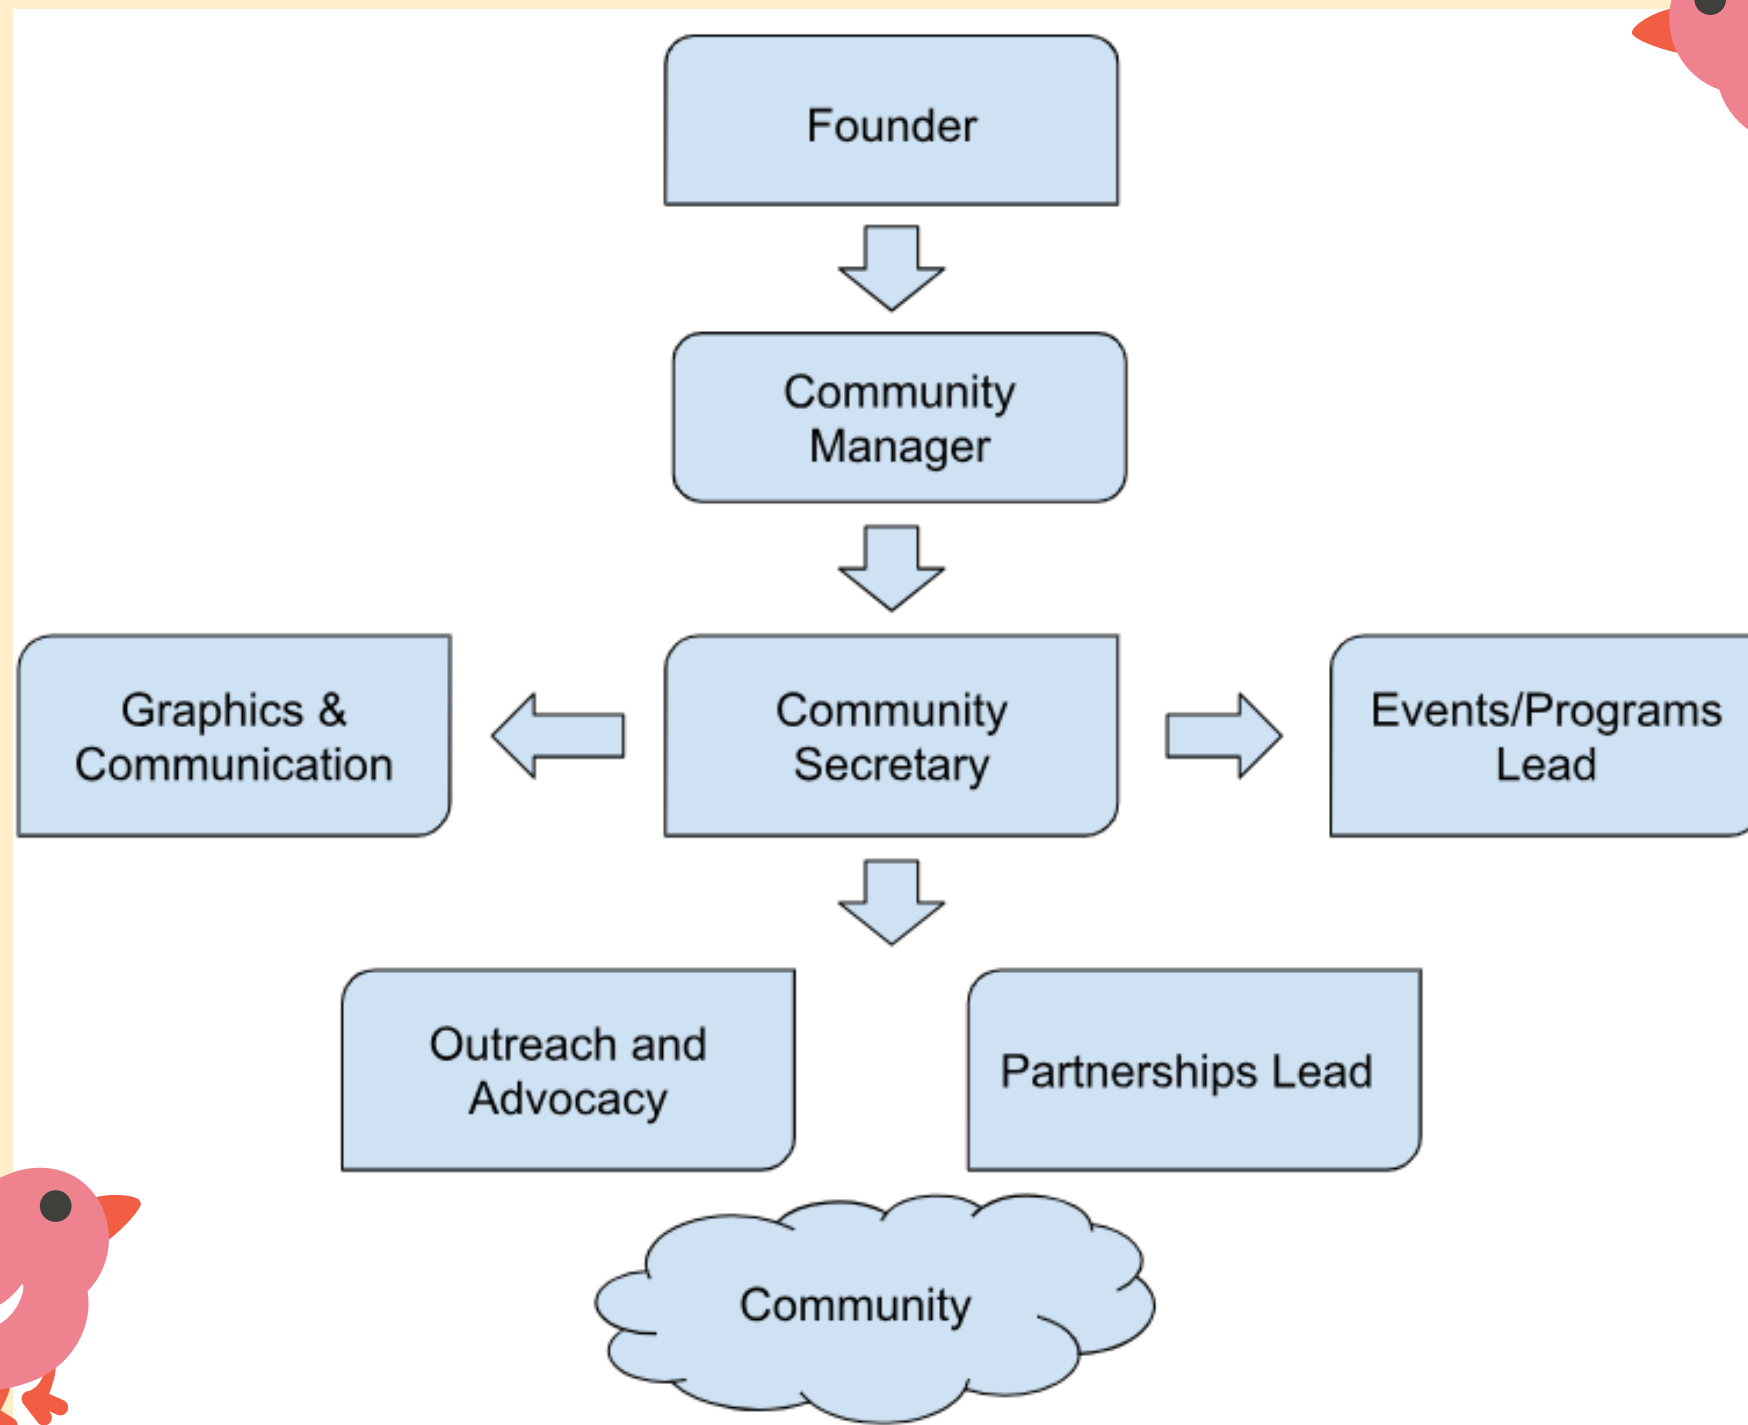 Founder
Community
Manager
Graphics &
Communication
Community
Secretary
Events/Programs
Lead
Outreach and
Advocacy
Partnerships Lead
Community